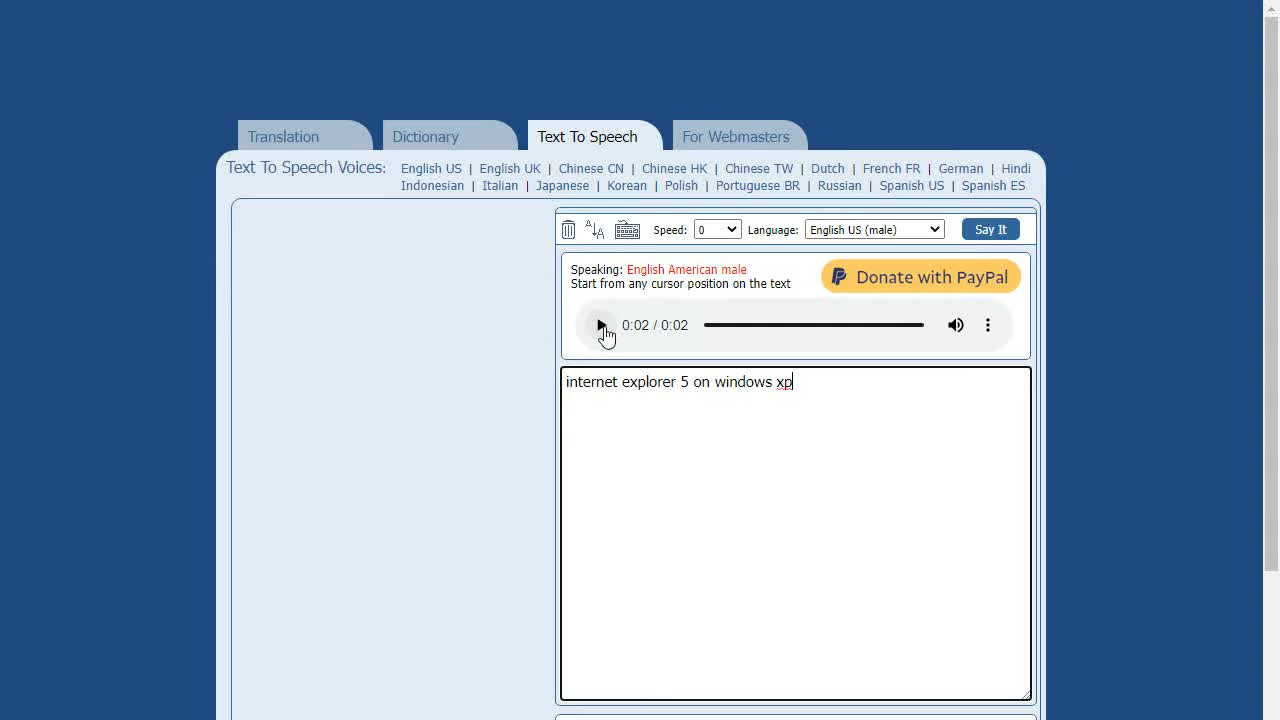 Translation Dictionary Text To Speech For Webmasters
Text To Speech Voices: English US | English UK | Chinese CN | Chinese HK | Chinese TW | Dutch | French FR | German | Hindi
Indonesian | Italian | Japanese | Korean | Polish | Portuguese BR | Russian | Spanish US | Spanish ES
Speed: 0 Language: English US (male) Say It
Speaking: English American male
Start from any cursor position on the text
Donate with PayPal
0:02 / 0:02
internet explorer 5 on windows xp